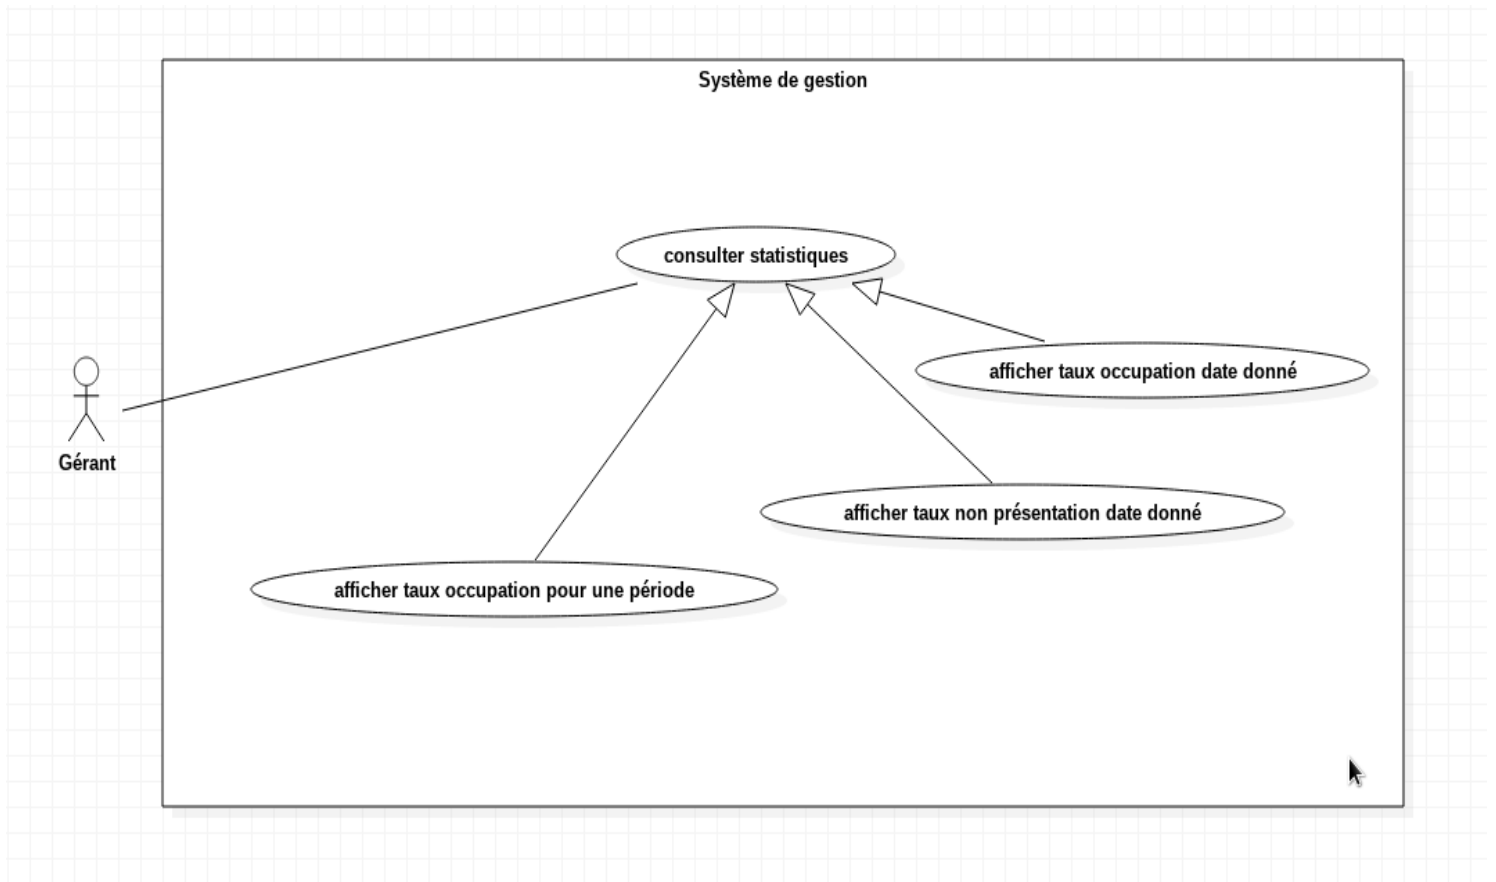 Système de gestion
consulter statistiques
afficher taux occupation date donné
Gérant
afficher taux non présentation date donné
afficher taux occupation pour une période